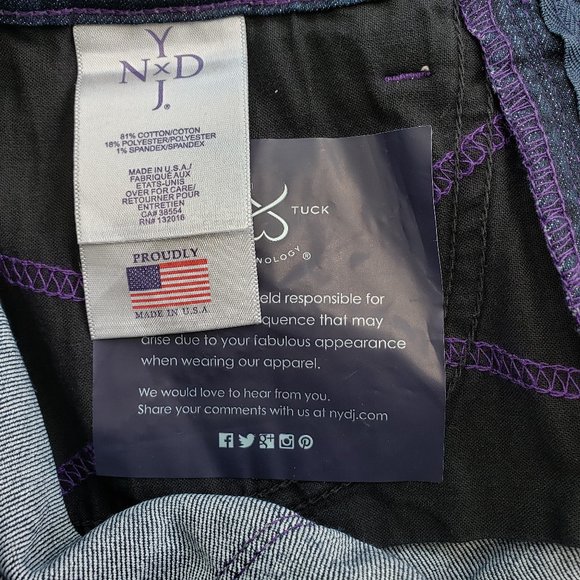 Y
N × D
J®
81% COTTON/COTON
18% POLYESTER/POLYESTER
1% SPANDEX/SPANDEX
MADE IN U.S.A./
FABRIQUE AUX
ETATS-UNIS
OVER FOR CARE/
RETOURNER POUR
ENTRETIEN
CA# 38554
RN# 132016
PROUDLY
MADE IN U.S.A.
TUCK
NOLOGY®
eld responsible for
quence that may
arise due to your fabulous appearance
when wearing our apparel.
We would love to hear from you.
Share your comments with us at nydj.com